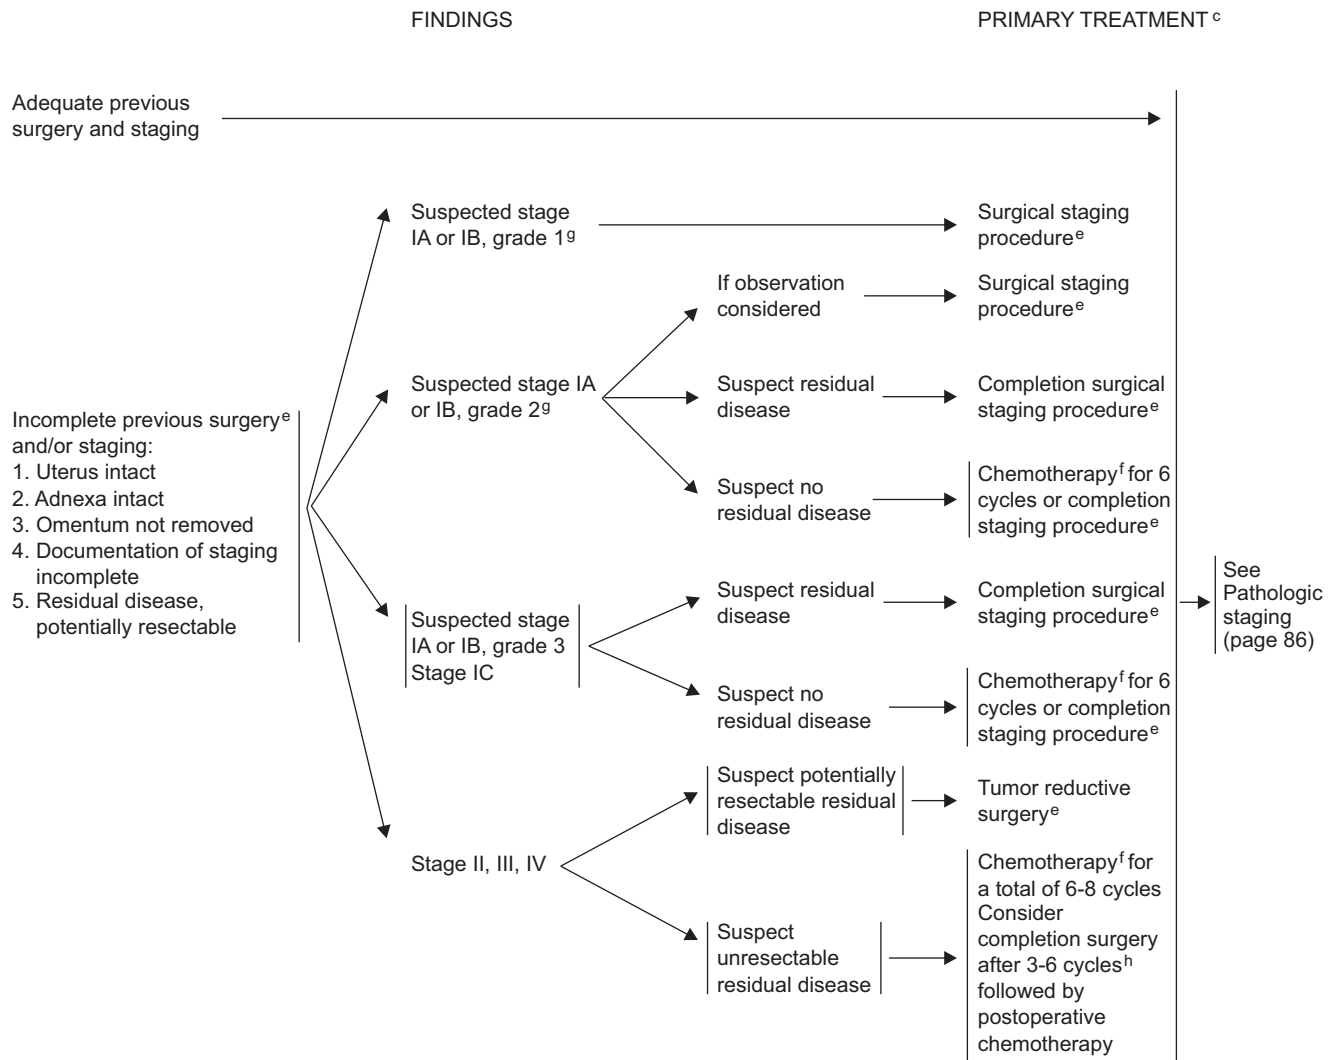 FINDINGS
PRIMARY TREATMENT c
Adequate previous
surgery and staging
Incomplete previous surgery e
and/or staging:
1. Uterus intact
2. Adnexa intact
3. Omentum not removed
4. Documentation of staging
incomplete
5. Residual disease,
potentially resectable
Suspected stage
IA or IB, grade 1 g
Surgical staging
procedure e
Suspected stage IA
or IB, grade 2 g
If observation
considered
Surgical staging
procedure e
Suspect residual
disease
Completion surgical
staging procedure e
Suspect no
residual disease
Chemotherapy f for 6
cycles or completion
staging procedure e
Suspected stage
IA or IB, grade 3
Stage IC
Suspect residual
disease
Completion surgical
staging procedure e
Suspect no
residual disease
Chemotherapy f for 6
cycles or completion
staging procedure e
Stage II, III, IV
Suspect potentially
resectable residual
disease
Tumor reductive
surgery e
Suspect
unresectable
residual disease
Chemotherapy f for
a total of 6-8 cycles
Consider
completion surgery
after 3-6 cycles h
followed by
postoperative
chemotherapy
See
Pathologic
staging
(page 86)